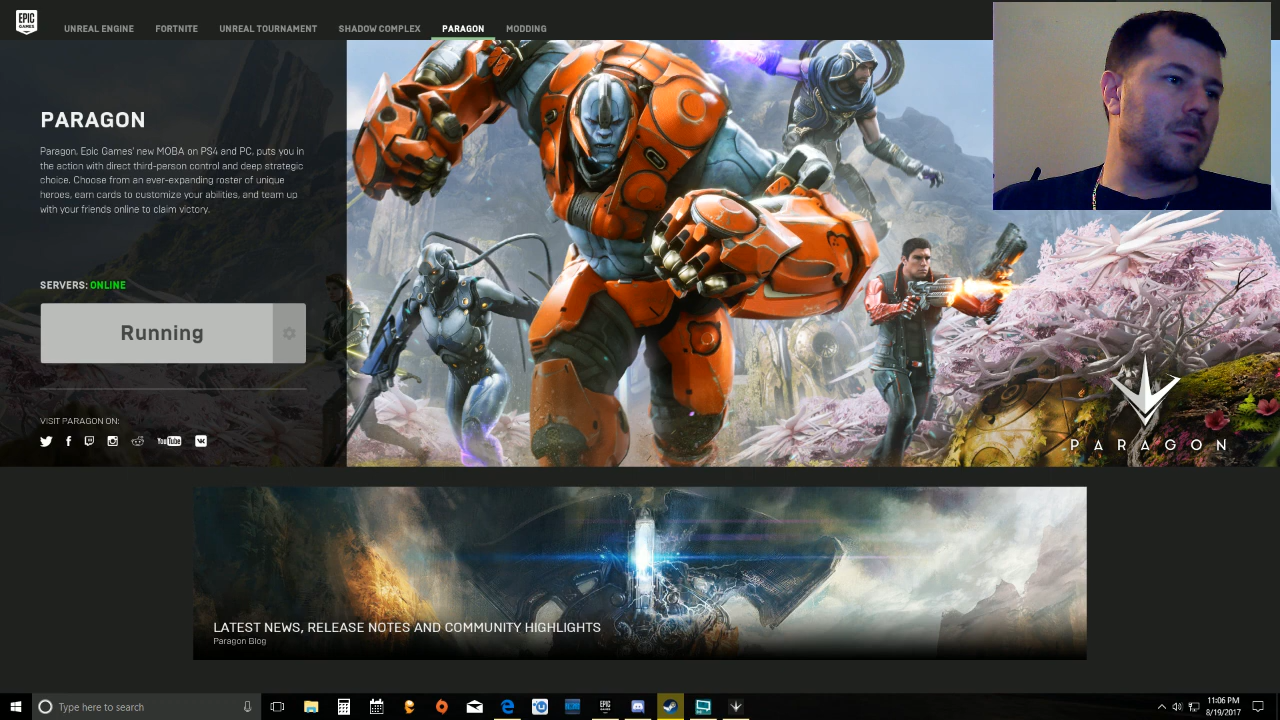 EPIC GAMES
UNREAL ENGINE FORTNITE UNREAL TOURNAMENT SHADOW COMPLEX PARAGON MODDING
PARAGON
Paragon, Epic Games' new MOBA on PS4 and PC, puts you in
the action with direct third-person control and deep strategic
choice. Choose from an ever-expanding roster of unique
heroes, earn cards to customize your abilities, and team up
with your friends online to claim victory.
SERVERS: ONLINE
Running
VISIT PARAGON ON:
YouTube
PARAGON
LATEST NEWS, RELEASE NOTES AND COMMUNITY HIGHLIGHTS
Paragon Blog
Type here to search
EPIC
11:06 PM
8/19/2017